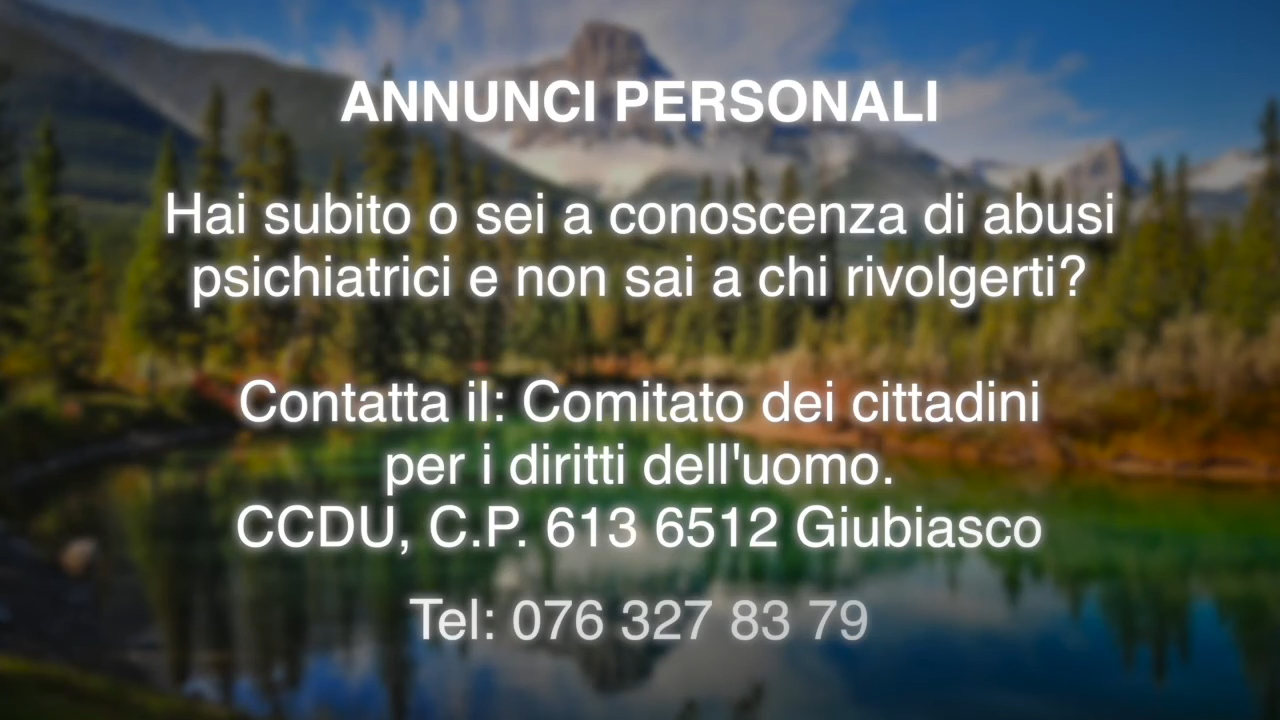 ANNUNCI PERSONALI
Hai subito o sei a conoscenza di abusi
psichiatrici e non sai a chi rivolgerti?
Contatta il: Comitato dei cittadini
per i diritti dell'uomo.
CCDU, C.P. 613 6512 Giubiasco
Tel: 076 327 83 79